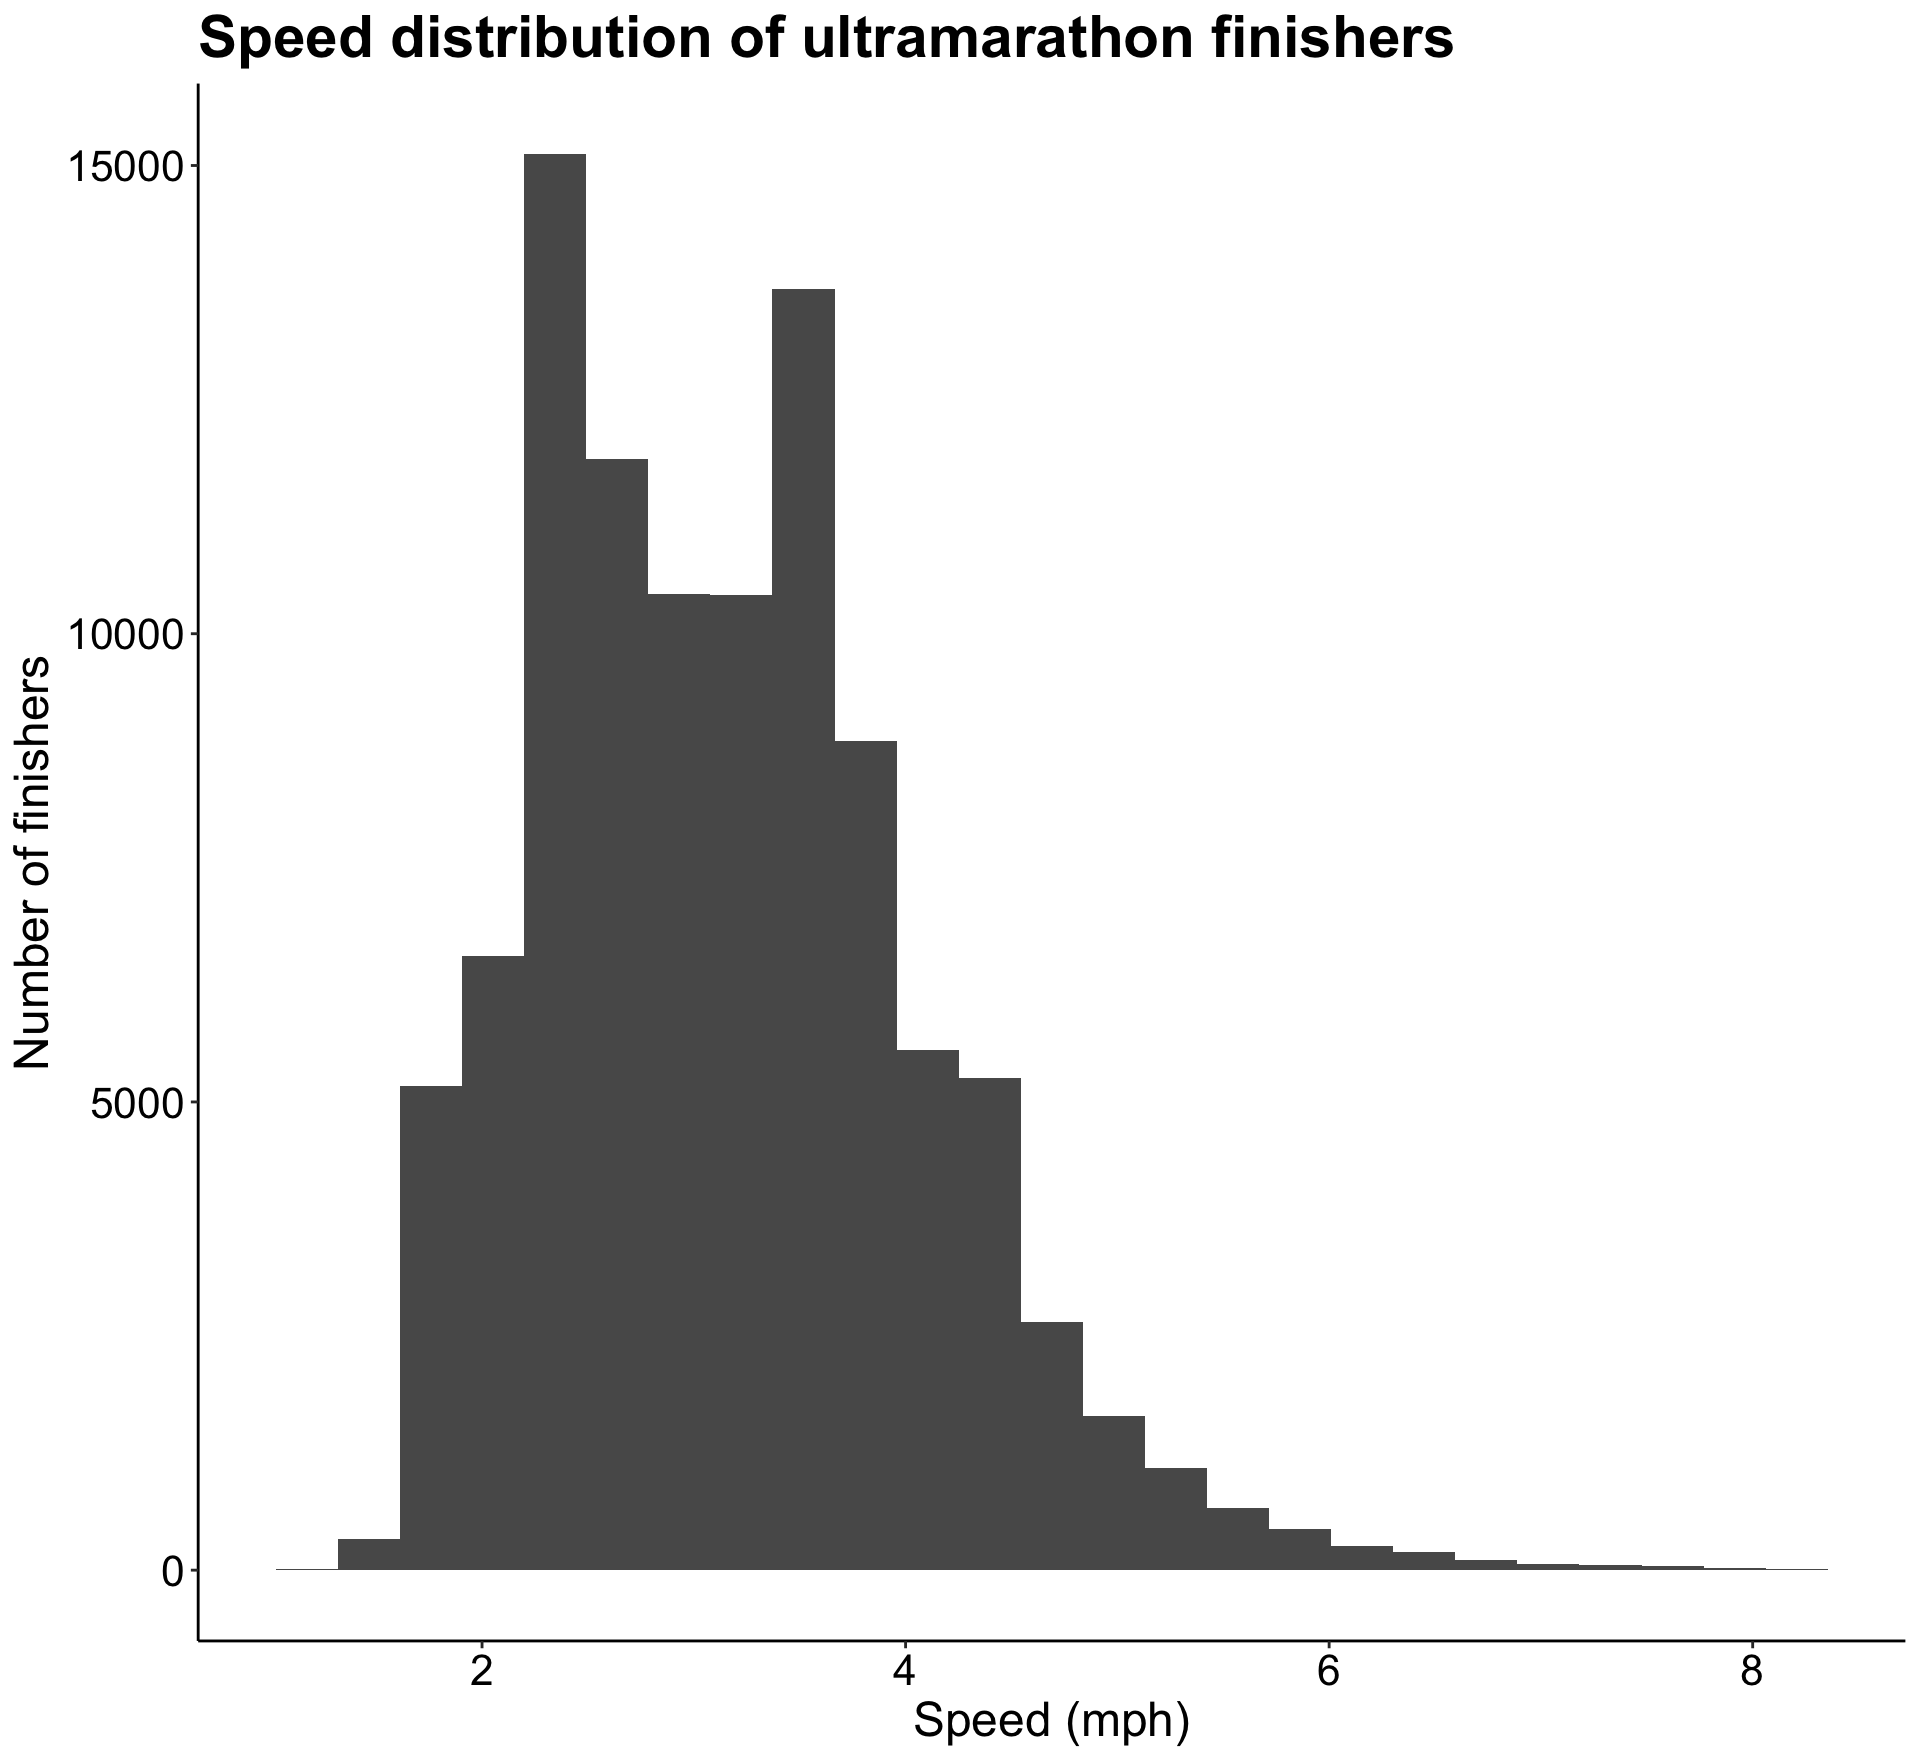 Speed distribution of ultramarathon finishers
Number of finishers
15000
10000
5000
0
2 4 6 8
Speed (mph)